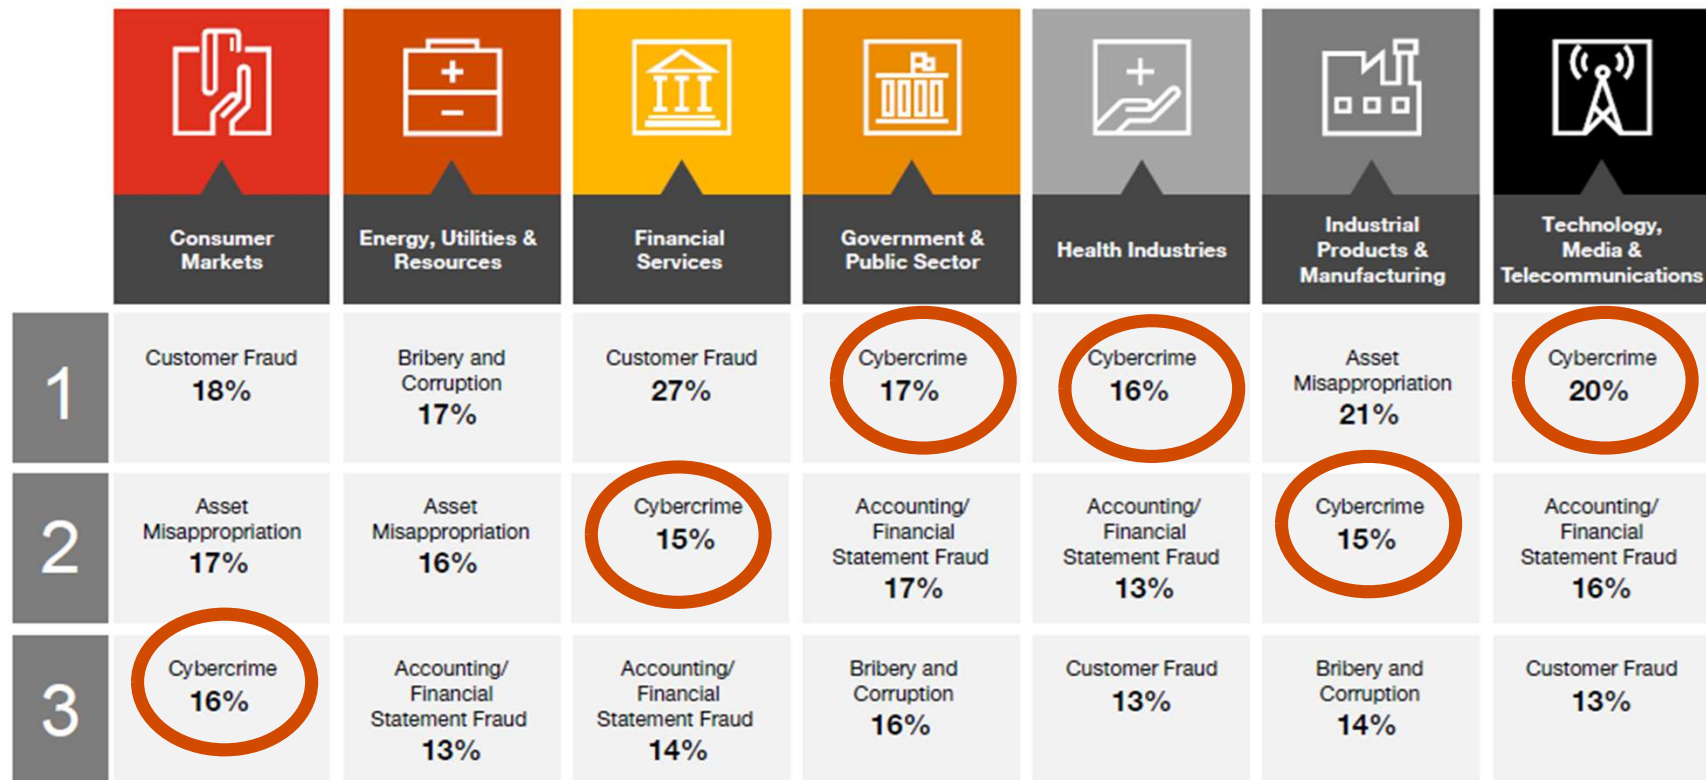 Consumer
Markets
Energy, Utilities &
Resources
Financial
Services
Government &
Public Sector
Health Industries
Industrial
Products &
Manufacturing
Technology,
Media &
Telecommunications
1
Customer Fraud
18%
Bribery and
Corruption
17%
Customer Fraud
27%
Cybercrime
17%
Cybercrime
16%
Asset
Misappropriation
21%
Cybercrime
20%
2
Asset
Misappropriation
17%
Asset
Misappropriation
16%
Cybercrime
15%
Accounting/
Financial
Statement Fraud
17%
Accounting/
Financial
Statement Fraud
13%
Cybercrime
15%
Accounting/
Financial
Statement Fraud
16%
3
Cybercrime
16%
Accounting/
Financial
Statement Fraud
13%
Accounting/
Financial
Statement Fraud
14%
Bribery and
Corruption
16%
Customer Fraud
13%
Bribery and
Corruption
14%
Customer Fraud
13%